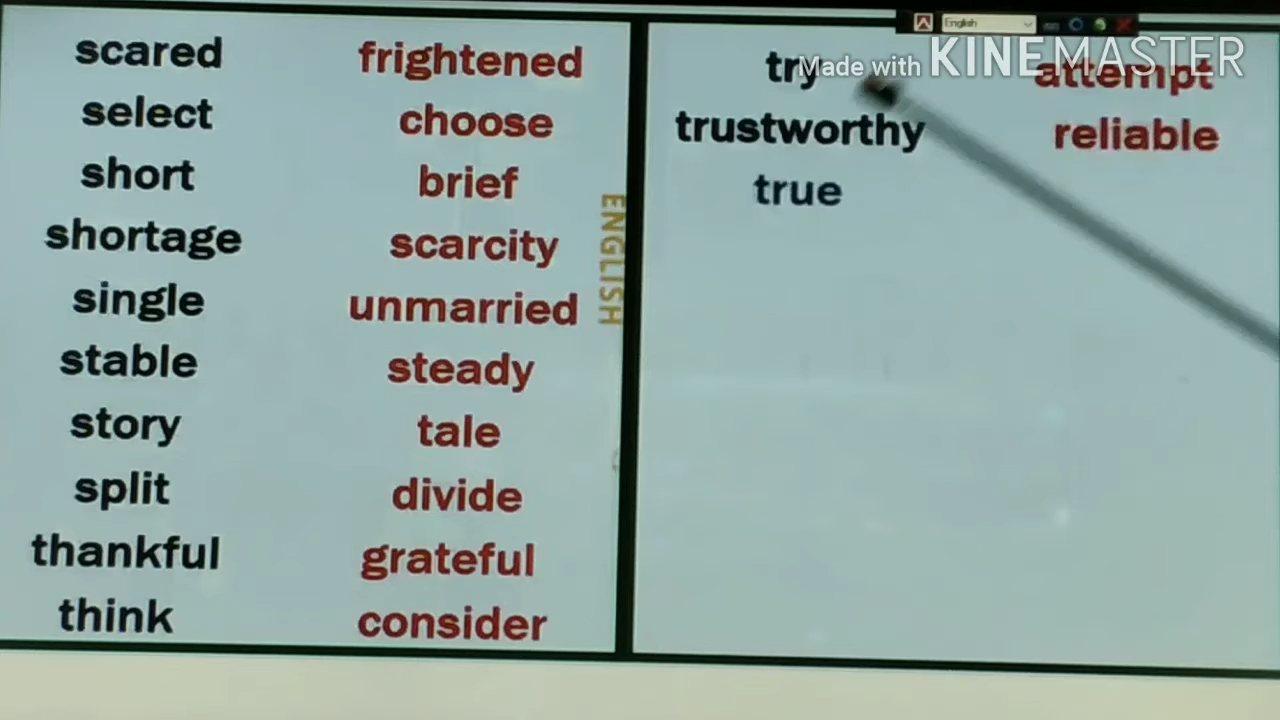 scared frightened
select choose
short brief
shortage scarcity
single unmarried
stable steady
story tale
split divide
thankful grateful
think consider
ENGLISH
English
Made with KINEMASTER
try attempt
trustworthy reliable
true